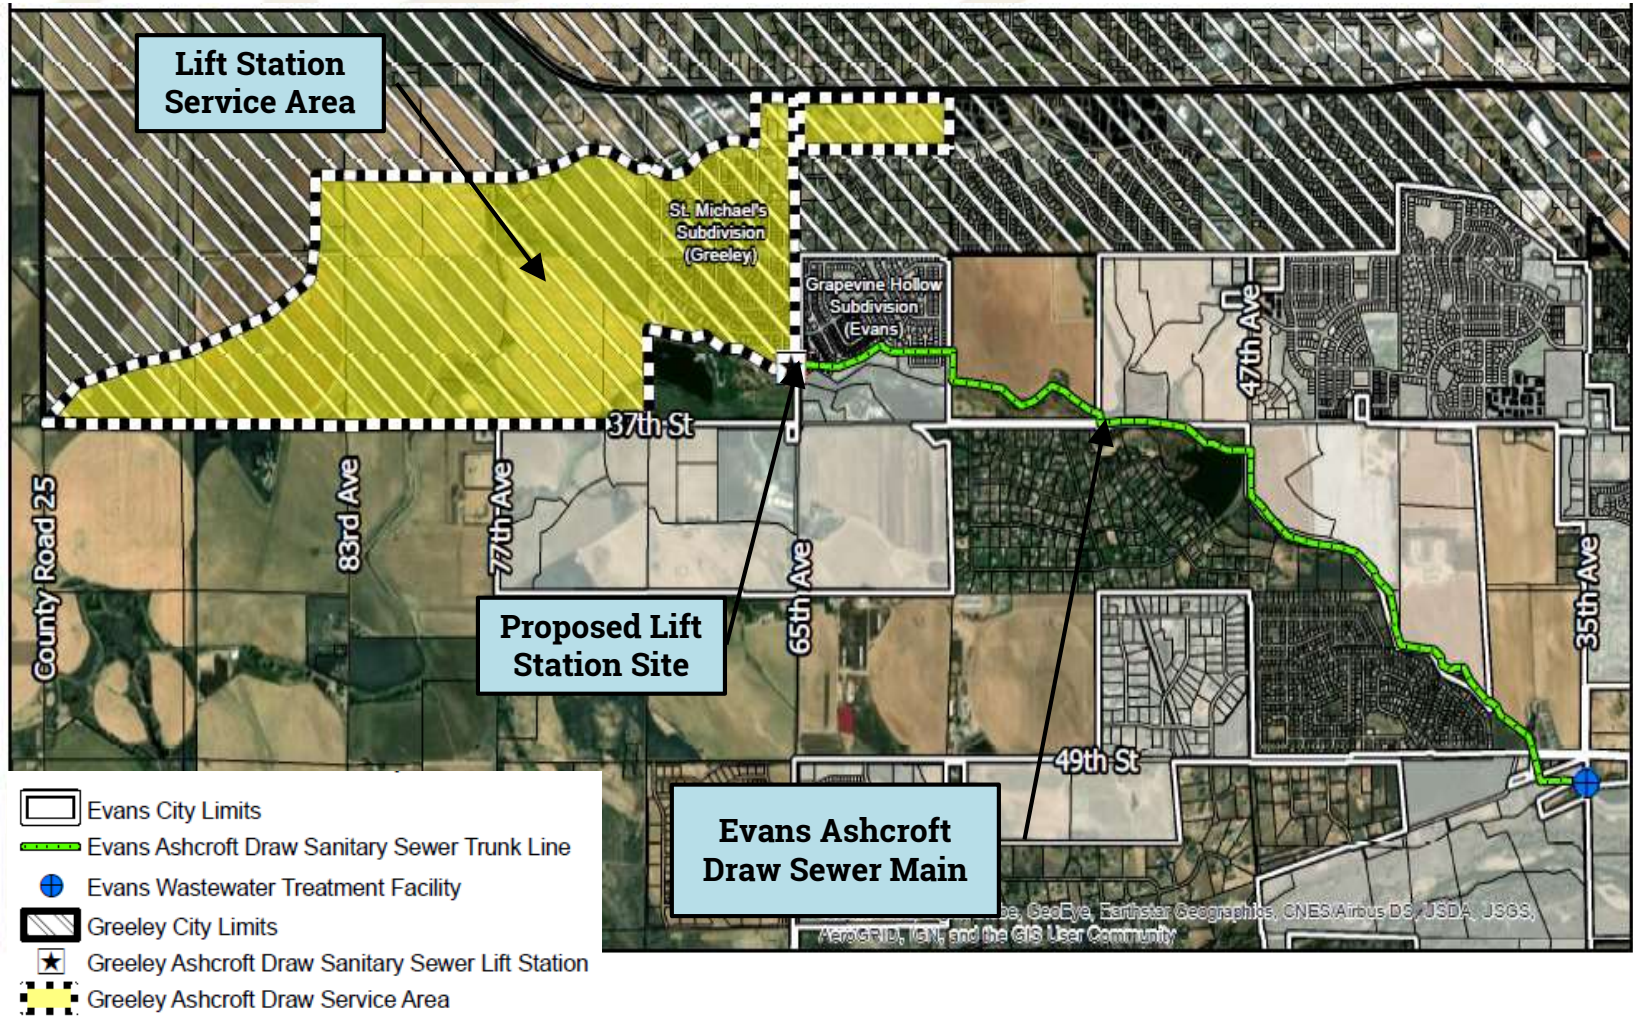 Lift Station
Service Area
St. Michael's
Subdivision
(Greeley)
Grapevine Hollow
Subdivision
(Evans)
47th Ave
37th St
County Road 25
83rd Ave
77th Ave
65th Ave
35th Ave
Proposed Lift
Station Site
49th St
Evans Ashcroft
Draw Sewer Main
GeoEye, Earthstar Geographics, CNES/Airbus DS, USDA, USGS,
AeroGRID, IGN, and the GIS User Community
Evans City Limits
Evans Ashcroft Draw Sanitary Sewer Trunk Line
Evans Wastewater Treatment Facility
Greeley City Limits
Greeley Ashcroft Draw Sanitary Sewer Lift Station
Greeley Ashcroft Draw Service Area